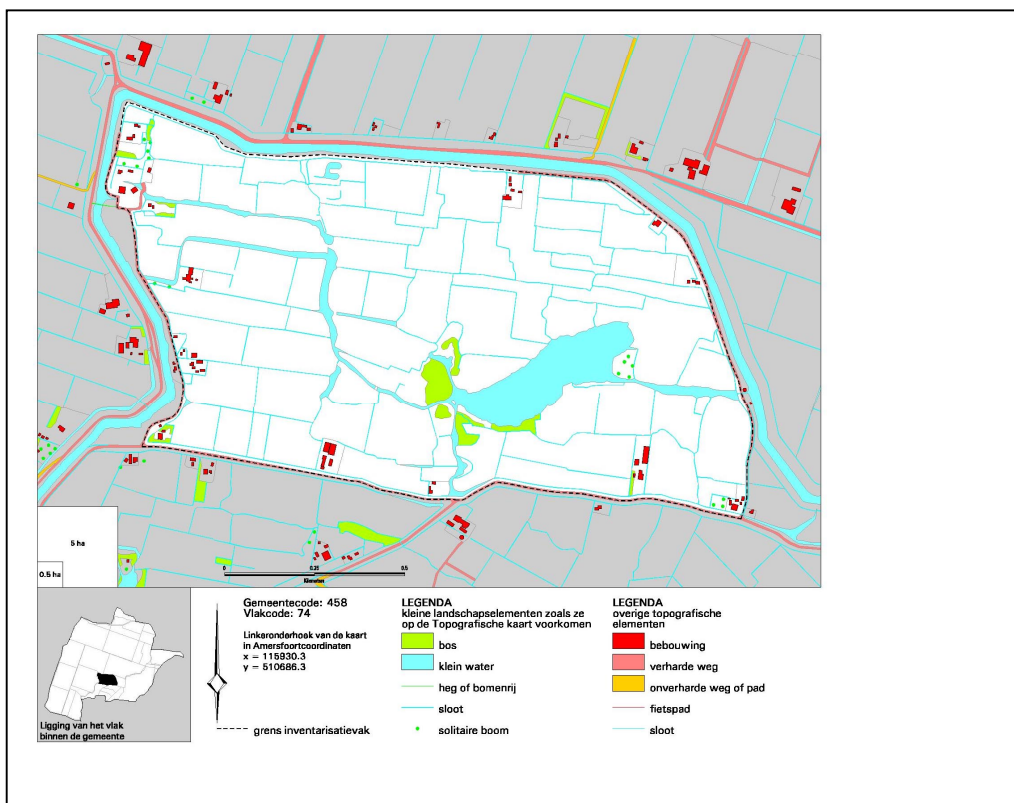 5 ha
0.5 ha
0
0.25
0.5
Kilometers
Gemeentecode: 458
Vlakcode: 74
Linkeronderhoek van de kaart
in Amersfoortcoordinaten
x = 115930.3
y = 510686.3
grens inventarisatievak
Ligging van het vlak
binnen de gemeente
LEGENDA
kleine landschapselementen zoals ze
op de Topografische kaart voorkomen
bos
klein water
heg of bomenrij
sloot
solitaire boom
LEGENDA
overige topografische
elementen
bebouwing
verharde weg
onverharde weg of pad
fietspad
sloot